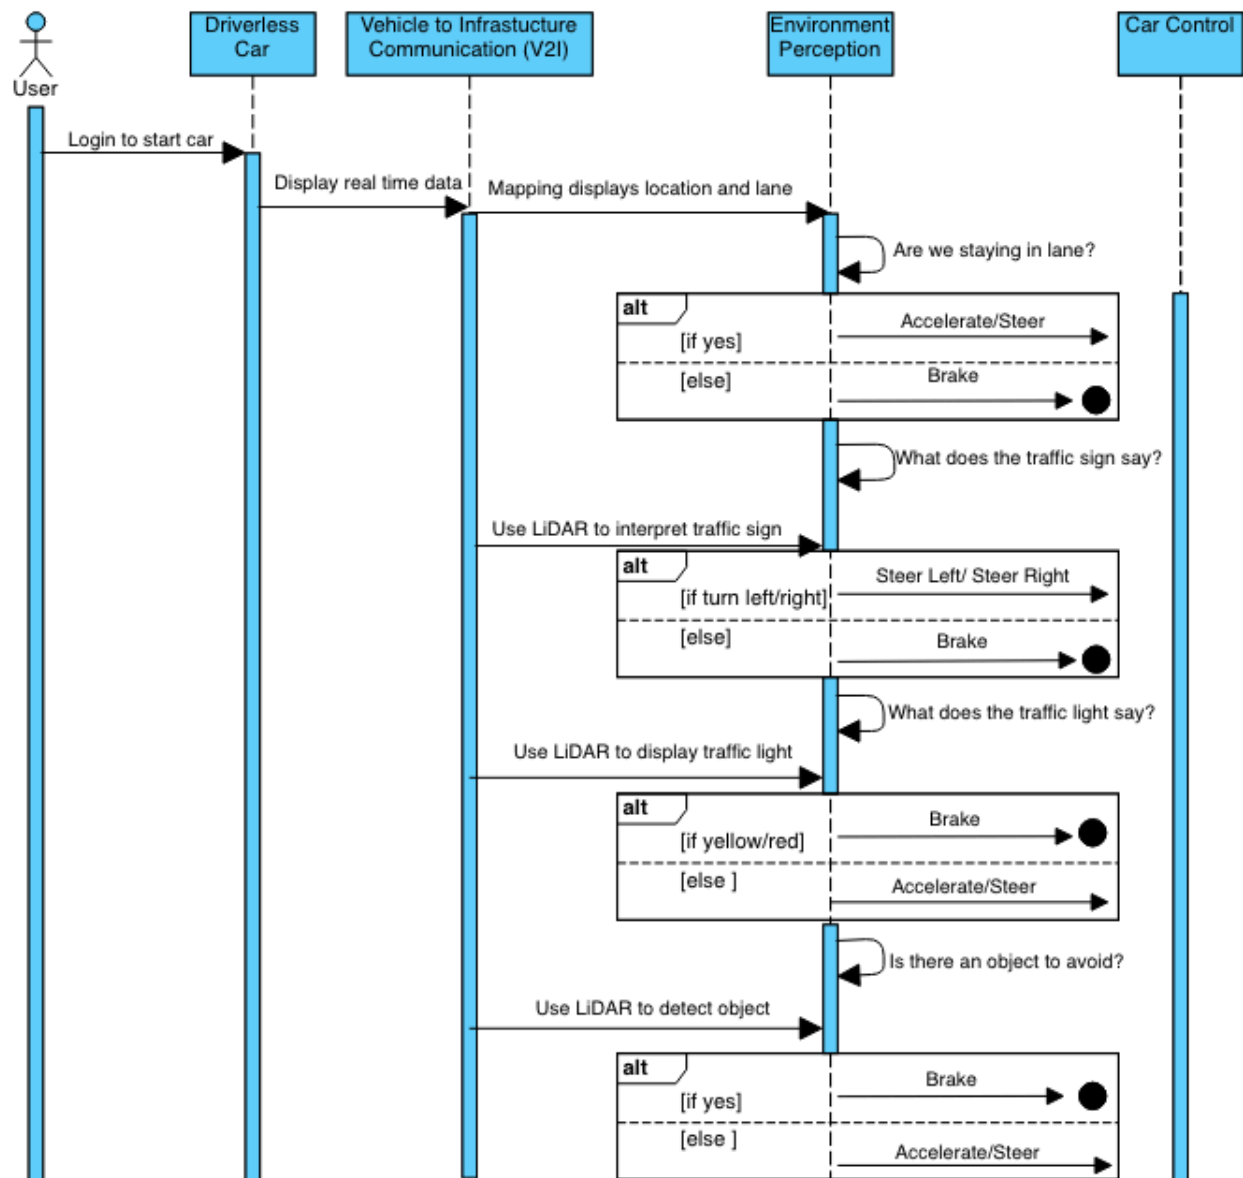 User
Driverless
Car
Vehicle to Infrastucture
Communication (V2I)
Environment
Perception
Car Control
Login to start car
Display real time data
Mapping displays location and lane
Are we staying in lane?
alt
[if yes]
Accelerate/Steer
[else]
Brake
What does the traffic sign say?
Use LiDAR to interpret traffic sign
alt
[if turn left/right]
Steer Left/ Steer Right
[else]
Brake
What does the traffic light say?
Use LiDAR to display traffic light
alt
[if yellow/red]
Brake
[else ]
Accelerate/Steer
Is there an object to avoid?
Use LiDAR to detect object
alt
[if yes]
Brake
[else ]
Accelerate/Steer